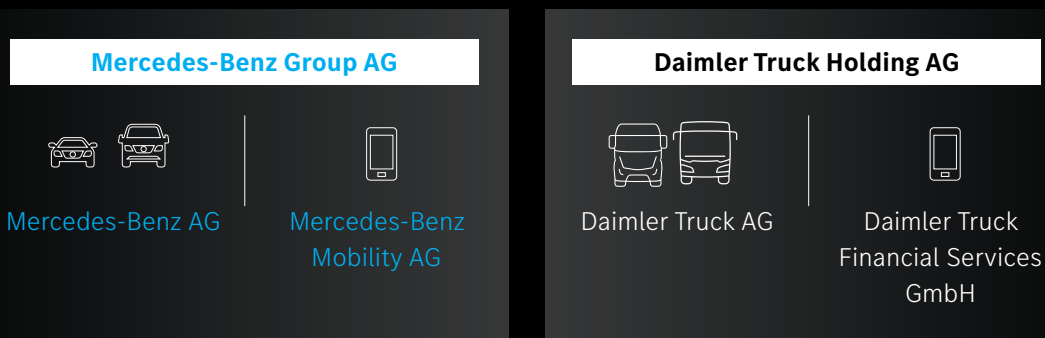 Mercedes-Benz Group AG
Mercedes-Benz AG
Mercedes-Benz
Mobility AG
Daimler Truck Holding AG
Daimler Truck AG
Daimler Truck
Financial Services
GmbH